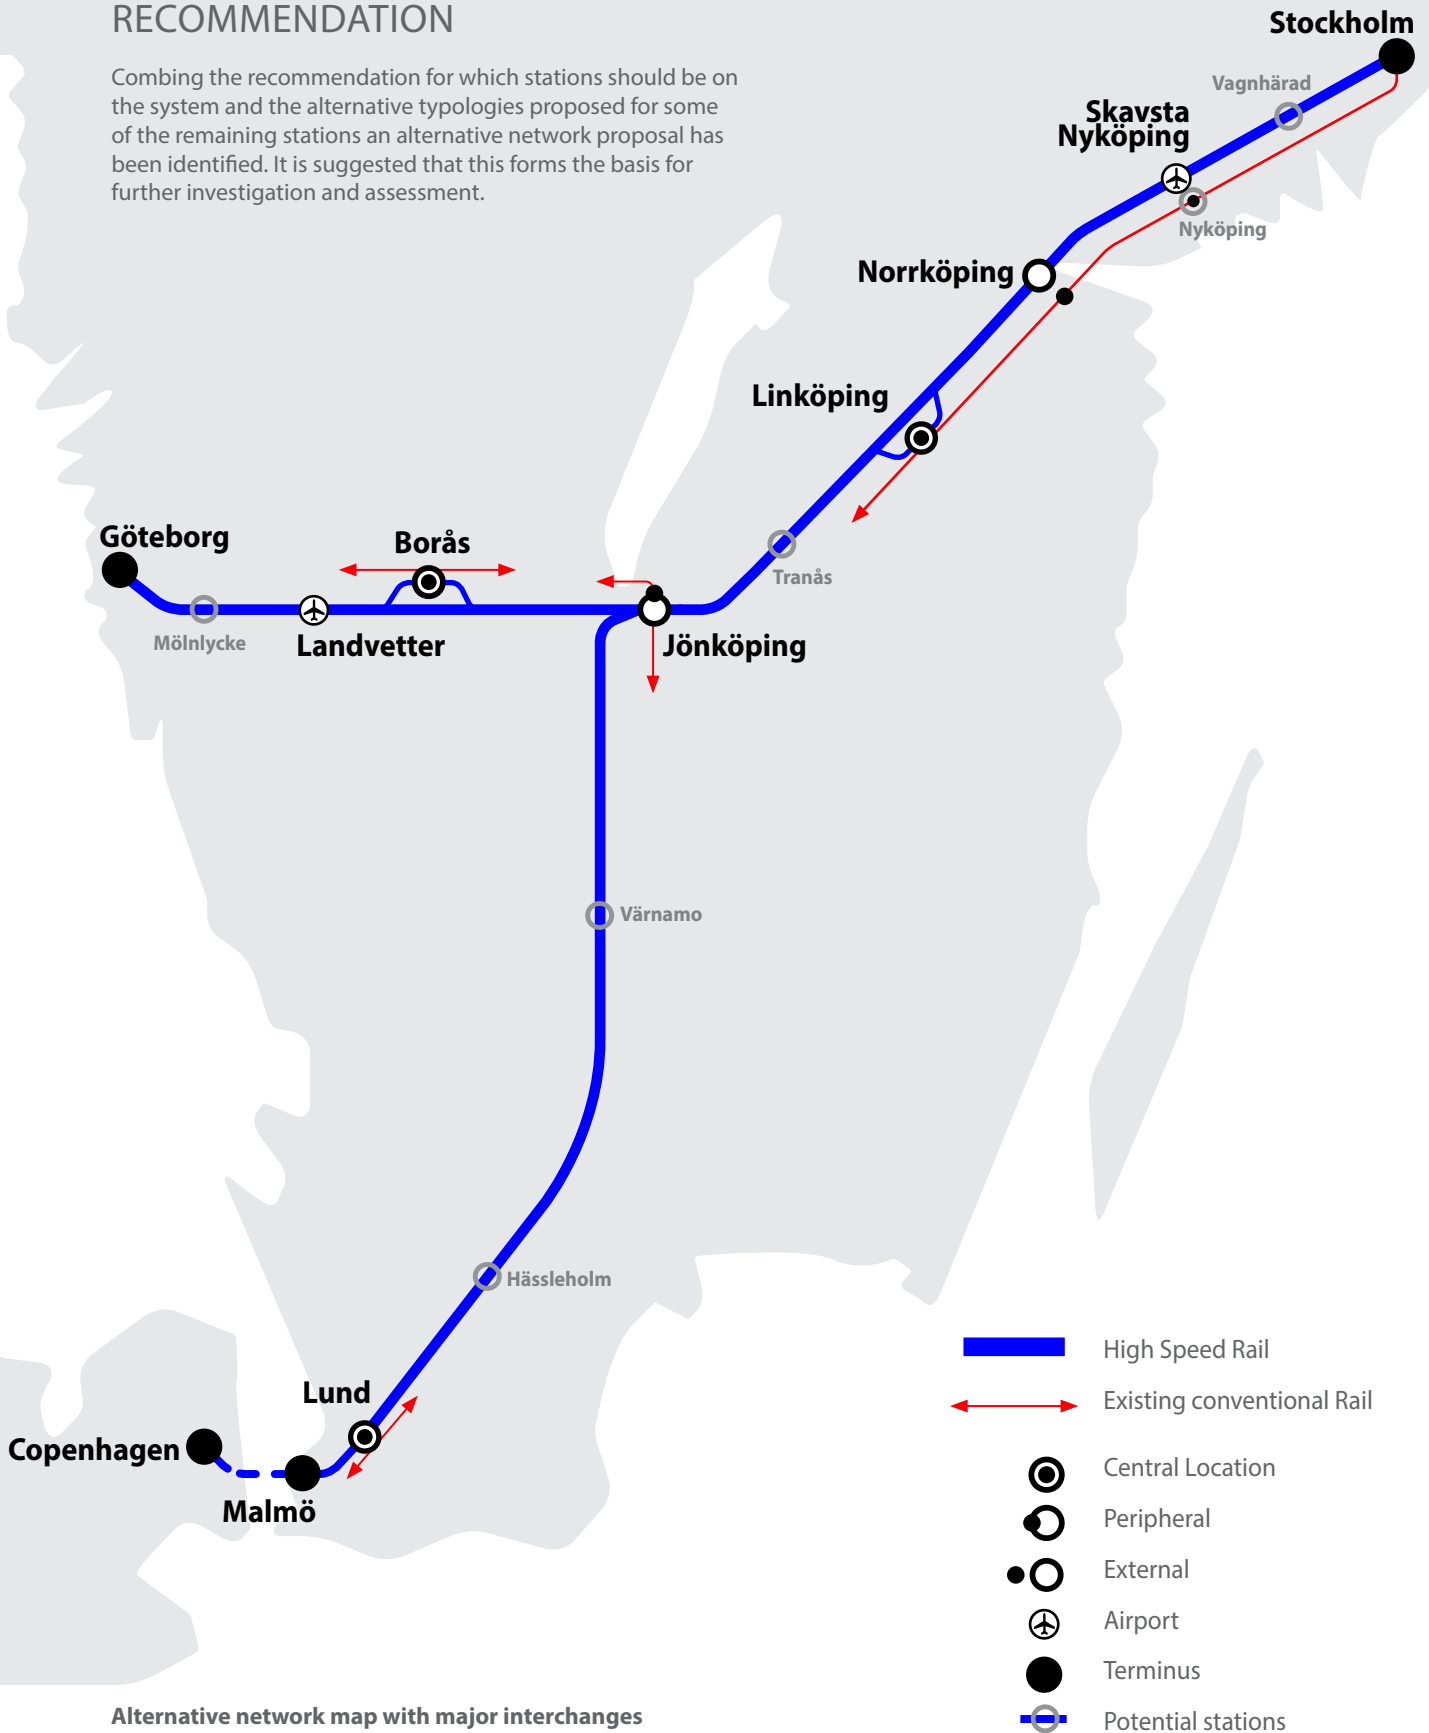 RECOMMENDATION
Combing the recommendation for which stations should be on
the system and the alternative typologies proposed for some
of the remaining stations an alternative network proposal has
been identified. It is suggested that this forms the basis for
further investigation and assessment.
Stockholm
Vagnhärad
Skavsta
Nyköping
Nyköping
Norrköping
Linköping
Tranås
Göteborg
Borås
Mölnlycke
Landvetter
Jönköping
Värnamo
Hässleholm
Lund
Copenhagen
Malmö
High Speed Rail
Existing conventional Rail
Central Location
Peripheral
External
Airport
Terminus
Potential stations
Alternative network map with major interchanges